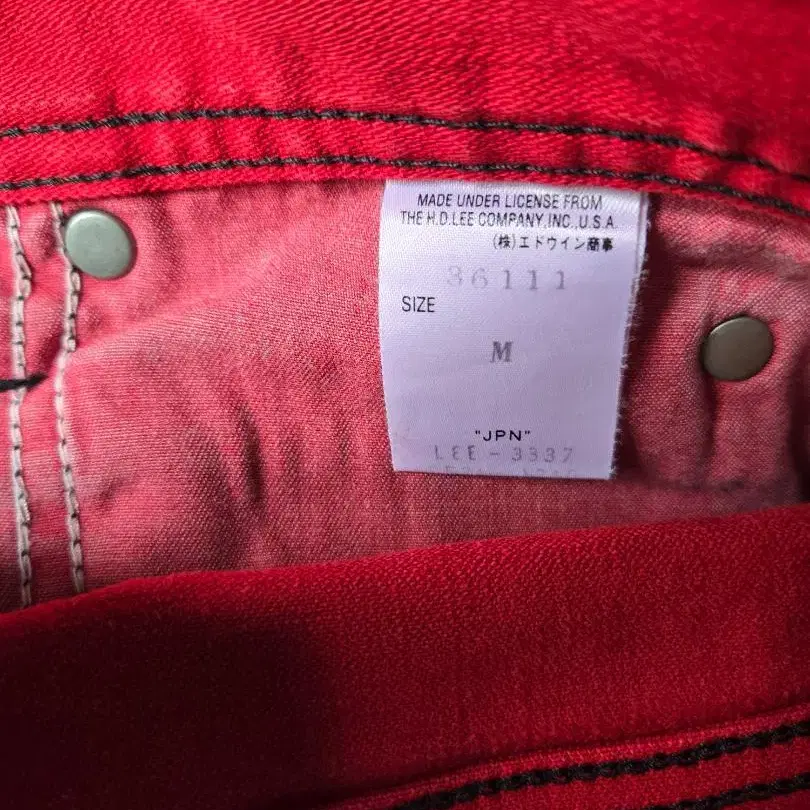 MADE UNDER LICENSE FROM
THE H.D.LEE COMPANY,INC.,U.S.A.
(株)エドウイン商事
36111
SIZE
M
"JPN"
LEE-3337